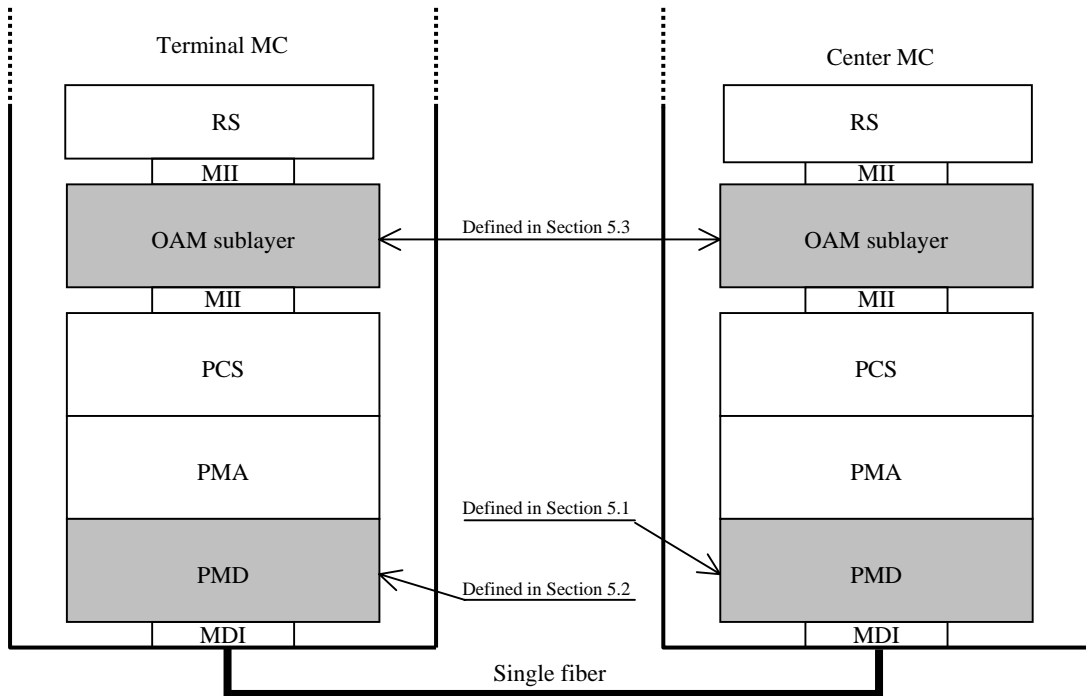 Terminal MC
Center MC
RS
RS
MII
MII
OAM sublayer
Defined in Section 5.3
OAM sublayer
MII
MII
PCS
PCS
PMA
PMA
Defined in Section 5.1
PMD
PMD
Defined in Section 5.2
MDI
MDI
Single fiber